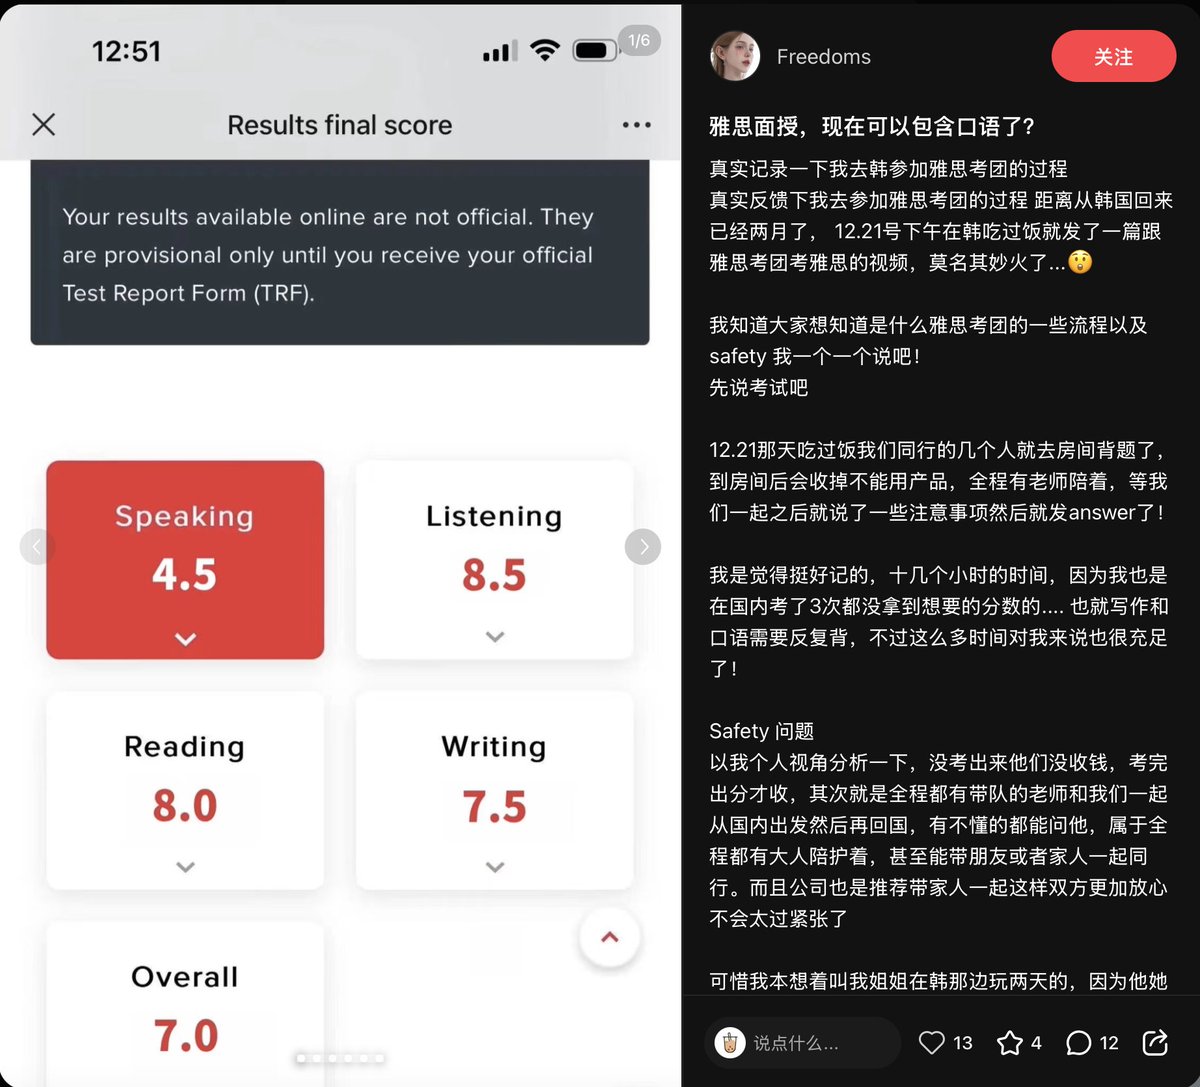 12:51
1/6
Results final score
Your results available online are not official. They
are provisional only until you receive your official
Test Report Form (TRF).
Speaking
4.5
Listening
8.5
Reading
8.0
Writing
7.5
Overall
7.0
Freedoms
关注
雅思面授，现在可以包含口语了?
真实记录一下我去韩参加雅思考团的过程
真实反馈下我去参加雅思考团的过程 距离从韩国回来
已经两月了， 12.21号下午在韩吃过饭就发了一篇跟
雅思考团考雅思的视频，莫名其妙火了...😲
我知道大家想知道是什么雅思考团的一些流程以及
safety 我一个一个说吧！
先说考试吧
12.21那天吃过饭我们同行的几个人就去房间背题了，
到房间后会收掉不能用产品，全程有老师陪着，等我
们一起之后就说了一些注意事项然后就发answer了！
我是觉得挺好记的，十几个小时的时间，因为我也是
在国内考了3次都没拿到想要的分数的.... 也就写作和
口语需要反复背，不过这么多时间对我来说也很充足
了！
Safety 问题
以我个人视角分析一下，没考出来他们没收钱，考完
出分才收，其次就是全程都有带队的老师和我们一起
从国内出发然后再回国，有不懂的都能问他，属于全
程都有大人陪护着，甚至能带朋友或者家人一起同
行。而且公司也是推荐带家人一起这样双方更加放心
不会太过紧张了
可惜我本想着叫我姐姐在韩那边玩两天的，因为他她
说点什么...
13
4
12